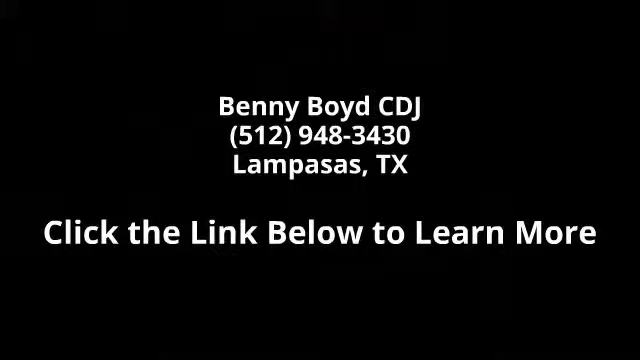 Benny Boyd CDJ
(512) 948-3430
Lampasas, TX
Click the Link Below to Learn More